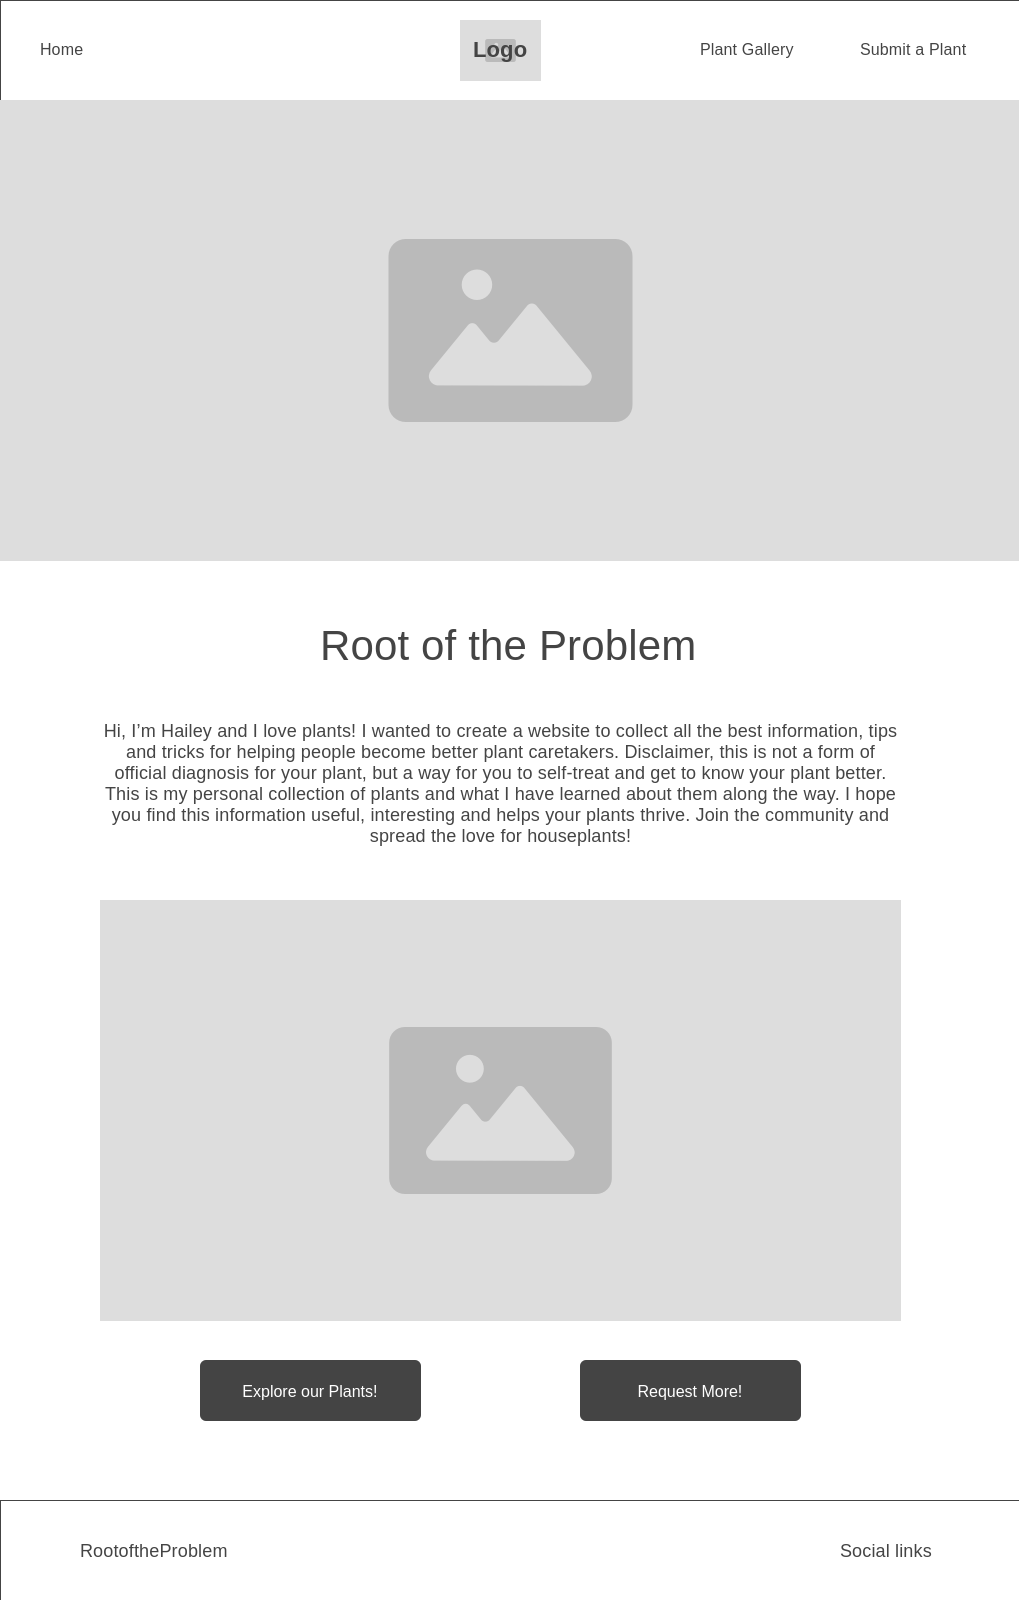 Home
Logo
Plant Gallery
Submit a Plant
Root of the Problem
Hi, I’m Hailey and I love plants! I wanted to create a website to collect all the best information, tips
and tricks for helping people become better plant caretakers. Disclaimer, this is not a form of
official diagnosis for your plant, but a way for you to self-treat and get to know your plant better.
This is my personal collection of plants and what I have learned about them along the way. I hope
you find this information useful, interesting and helps your plants thrive. Join the community and
spread the love for houseplants!
Explore our Plants!
Request More!
RootoftheProblem
Social links